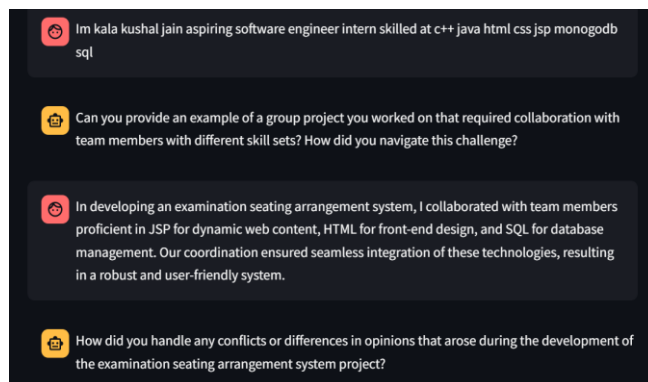 Im kala kushal jain aspiring software engineer intern skilled at c++ java html css jsp monogodb
sql
Can you provide an example of a group project you worked on that required collaboration with
team members with different skill sets? How did you navigate this challenge?
In developing an examination seating arrangement system, I collaborated with team members
proficient in JSP for dynamic web content, HTML for front-end design, and SQL for database
management. Our coordination ensured seamless integration of these technologies, resulting
in a robust and user-friendly system.
How did you handle any conflicts or differences in opinions that arose during the development of
the examination seating arrangement system project?